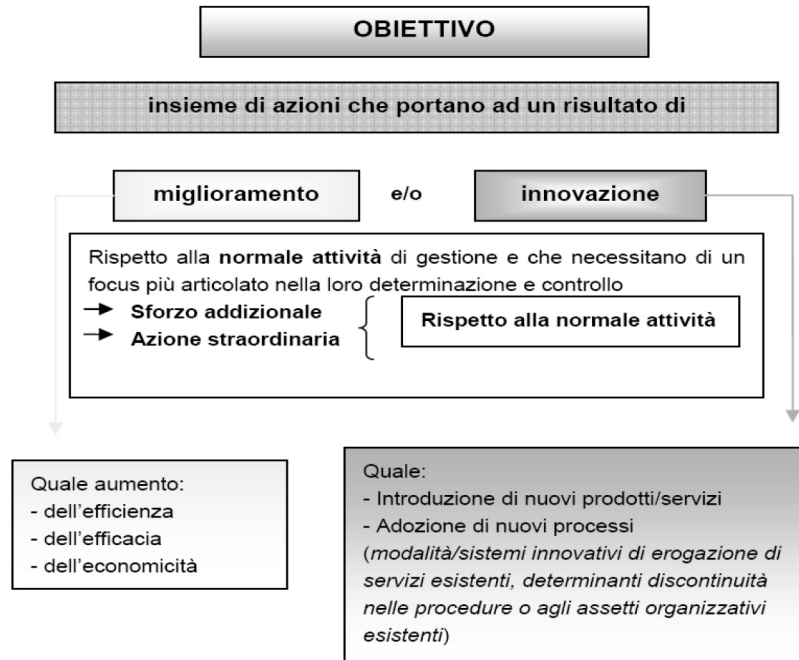 OBIETTIVO
insieme di azioni che portano ad un risultato di
miglioramento e/o innovazione
Rispetto alla normale attività di gestione e che necessitano di un
focus più articolato nella loro determinazione e controllo
Sforzo addizionale
Azione straordinaria
Rispetto alla normale attività
Quale aumento:
- dell'efficienza
- dell'efficacia
- dell'economicità
Quale:
- Introduzione di nuovi prodotti/servizi
- Adozione di nuovi processi
(modalità/sistemi innovativi di erogazione di
servizi esistenti, determinanti discontinuità
nelle procedure o agli assetti organizzativi
esistenti)